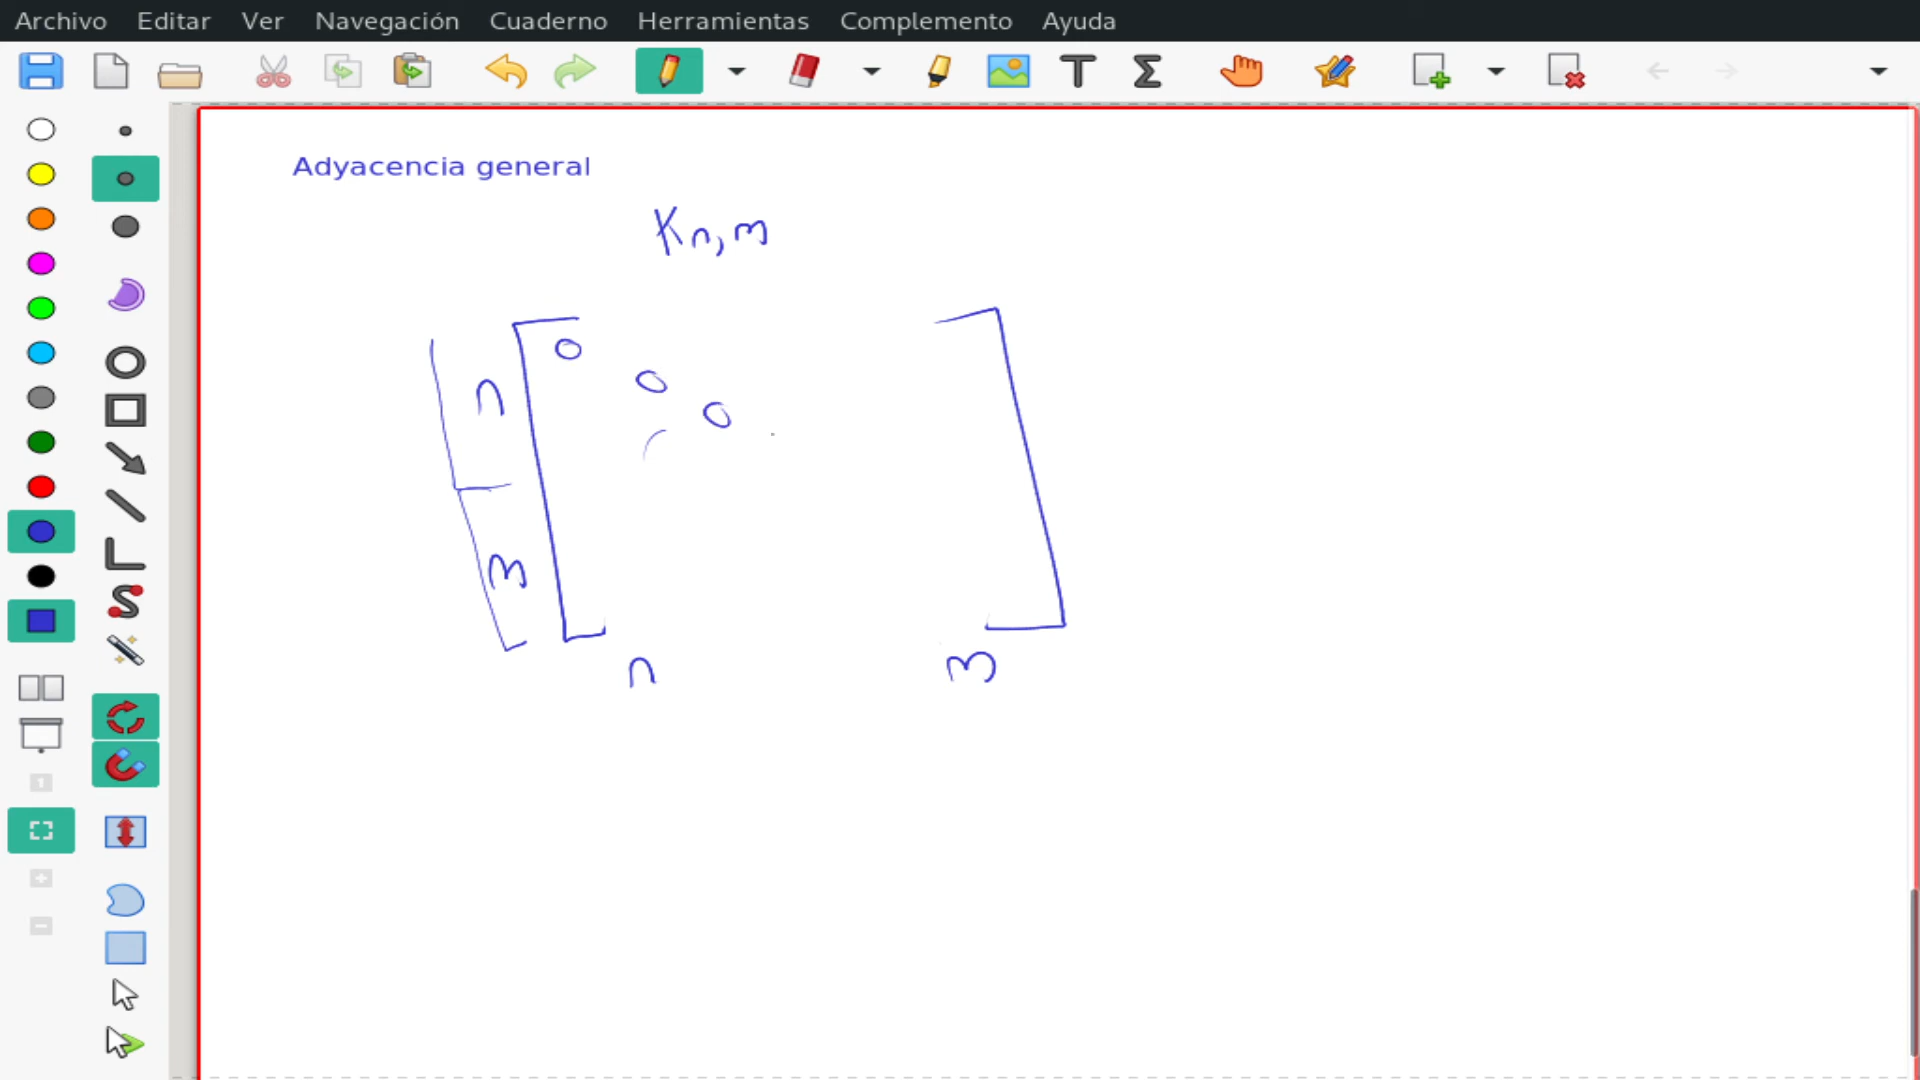 Archivo Editar Ver Navegación Cuaderno Herramientas Complemento Ayuda
Adyacencia general
Kn,m
0
0
n
0
m
n m